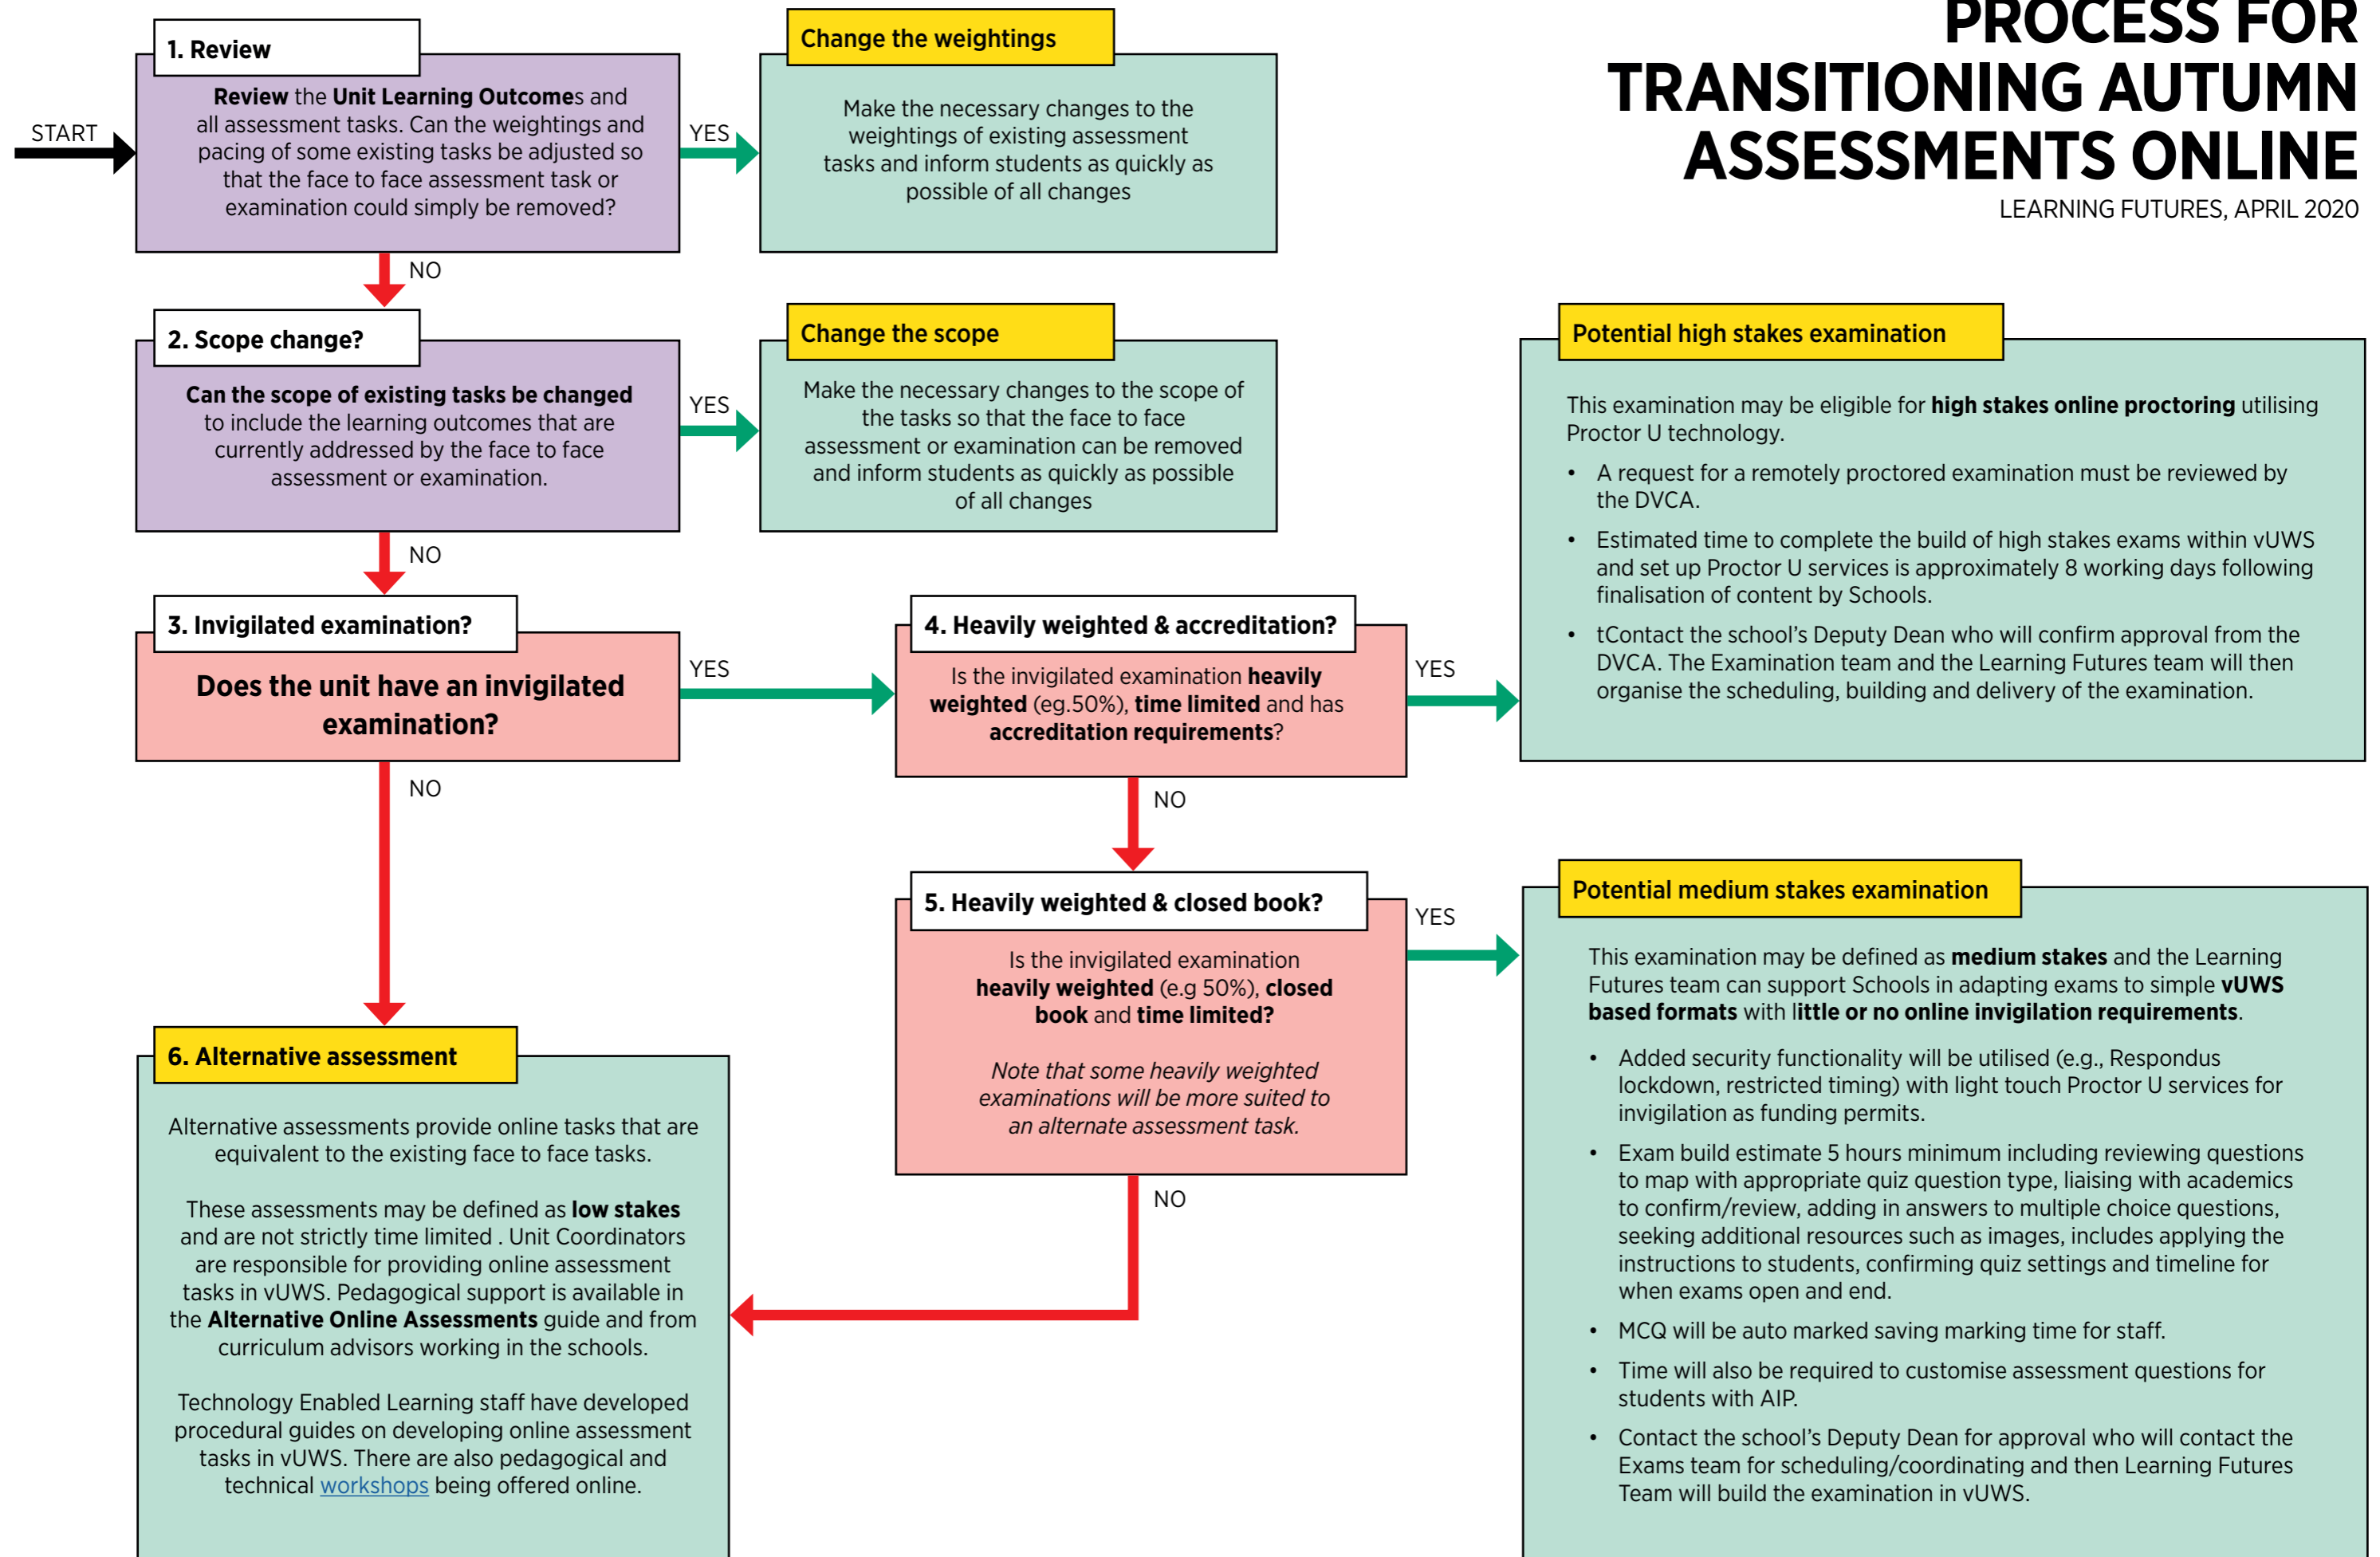 PROCESS FOR
TRANSITIONING AUTUMN
ASSESSMENTS ONLINE
LEARNING FUTURES, APRIL 2020
START
1. Review
Review the Unit Learning Outcomes and
all assessment tasks. Can the weightings and
pacing of some existing tasks be adjusted so
that the face to face assessment task or
examination could simply be removed?
YES
Change the weightings
Make the necessary changes to the
weightings of existing assessment
tasks and inform students as quickly as
possible of all changes
NO
2. Scope change?
Can the scope of existing tasks be changed
to include the learning outcomes that are
currently addressed by the face to face
assessment or examination.
YES
Change the scope
Make the necessary changes to the scope of
the tasks so that the face to face
assessment or examination can be removed
and inform students as quickly as possible
of all changes
NO
3. Invigilated examination?
Does the unit have an invigilated
examination?
YES
4. Heavily weighted & accreditation?
Is the invigilated examination heavily
weighted (eg.50%), time limited and has
accreditation requirements?
YES
Potential high stakes examination
This examination may be eligible for high stakes online proctoring utilising
Proctor U technology.
• A request for a remotely proctored examination must be reviewed by
the DVCA.
• Estimated time to complete the build of high stakes exams within vUWS
and set up Proctor U services is approximately 8 working days following
finalisation of content by Schools.
• tContact the school's Deputy Dean who will confirm approval from the
DVCA. The Examination team and the Learning Futures team will then
organise the scheduling, building and delivery of the examination.
NO
NO
5. Heavily weighted & closed book?
Is the invigilated examination
heavily weighted (e.g 50%), closed
book and time limited?
Note that some heavily weighted
examinations will be more suited to
an alternate assessment task.
YES
Potential medium stakes examination
This examination may be defined as medium stakes and the Learning
Futures team can support Schools in adapting exams to simple vUWS
based formats with little or no online invigilation requirements.
• Added security functionality will be utilised (e.g., Respondus
lockdown, restricted timing) with light touch Proctor U services for
invigilation as funding permits.
• Exam build estimate 5 hours minimum including reviewing questions
to map with appropriate quiz question type, liaising with academics
to confirm/review, adding in answers to multiple choice questions,
seeking additional resources such as images, includes applying the
instructions to students, confirming quiz settings and timeline for
when exams open and end.
• MCQ will be auto marked saving marking time for staff.
• Time will also be required to customise assessment questions for
students with AIP.
• Contact the school's Deputy Dean for approval who will contact the
Exams team for scheduling/coordinating and then Learning Futures
Team will build the examination in vUWS.
NO
6. Alternative assessment
Alternative assessments provide online tasks that are
equivalent to the existing face to face tasks.
These assessments may be defined as low stakes
and are not strictly time limited . Unit Coordinators
are responsible for providing online assessment
tasks in vUWS. Pedagogical support is available in
the Alternative Online Assessments guide and from
curriculum advisors working in the schools.
Technology Enabled Learning staff have developed
procedural guides on developing online assessment
tasks in vUWS. There are also pedagogical and
technical workshops being offered online.